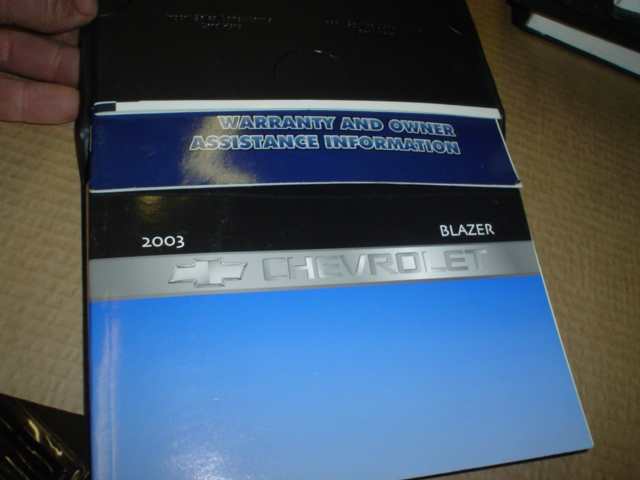 WARRANTY AND OWNER
ASSISTANCE INFORMATION
2003 BLAZER
CHEVROLET